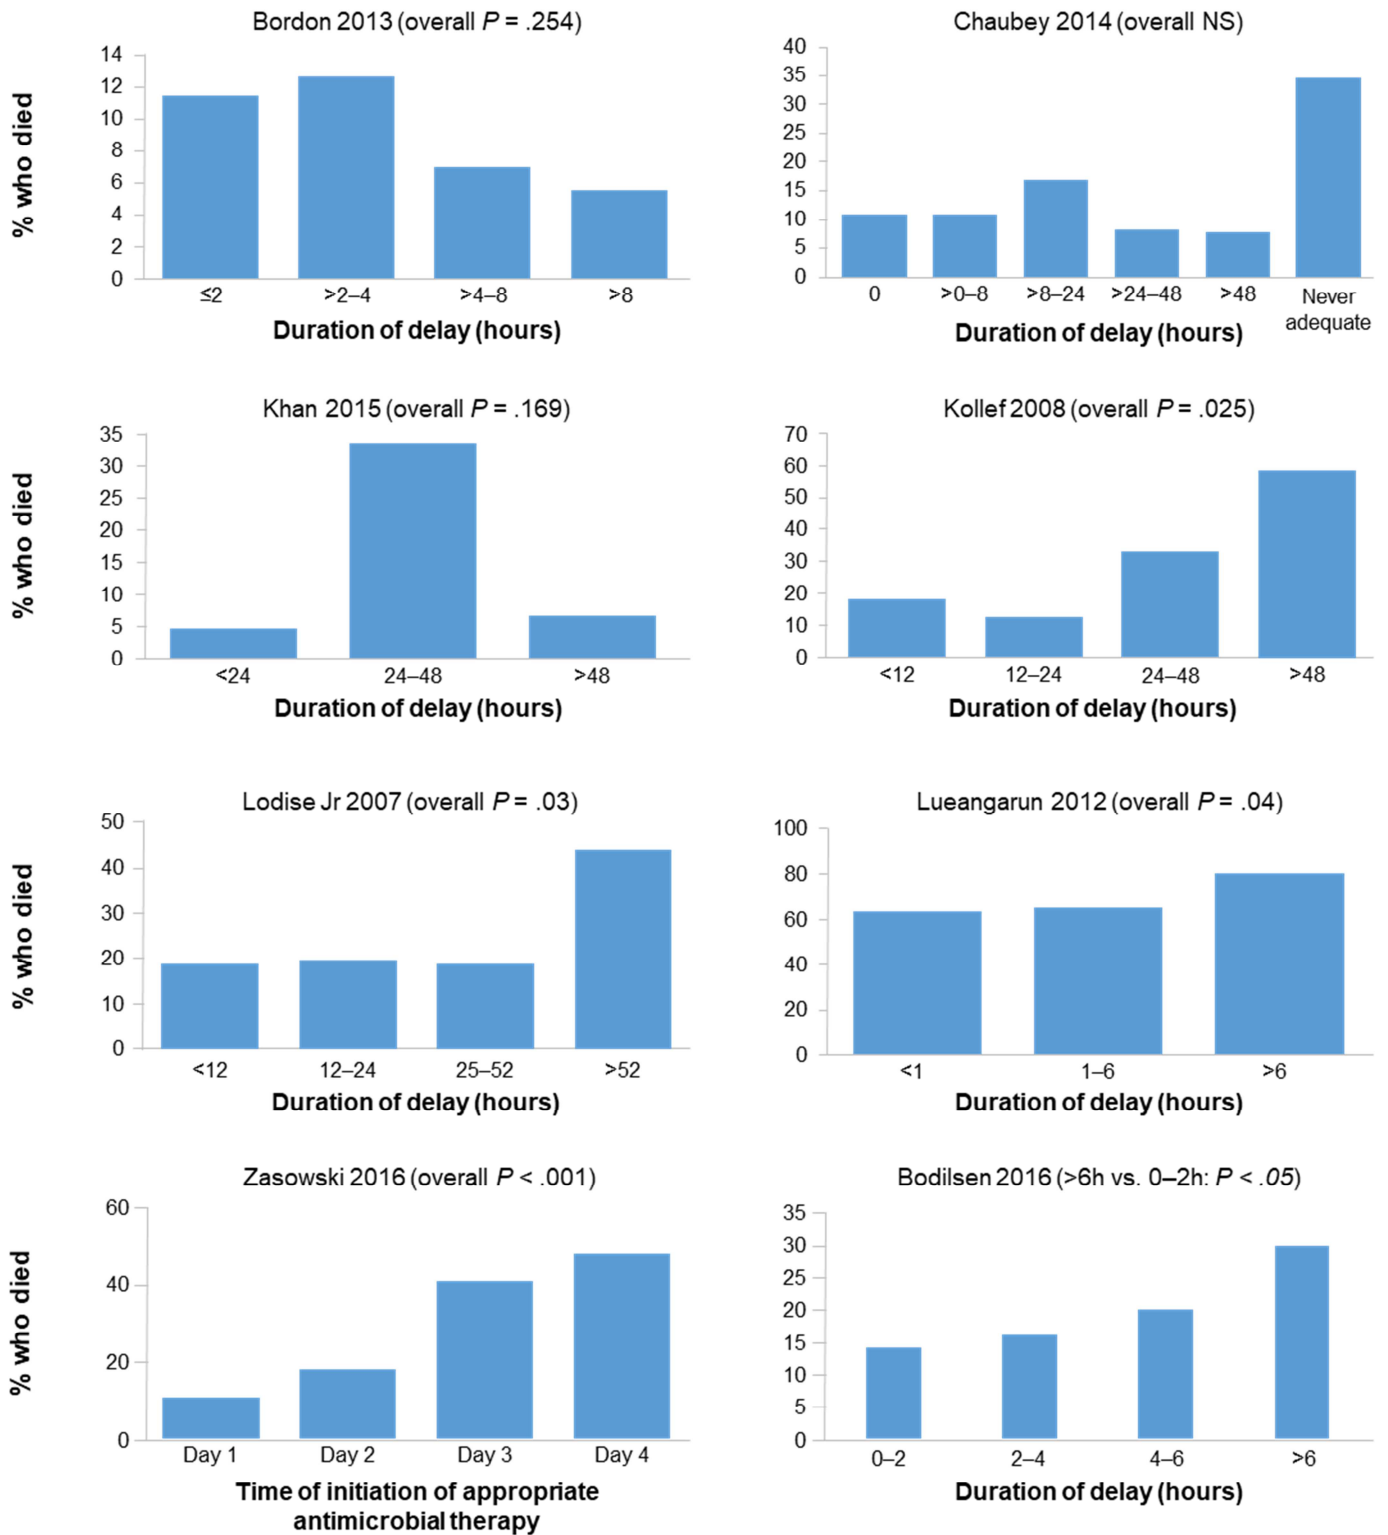 Bordon 2013 (overall P = .254)
% who died
14
12
10
8
6
4
2
0
≤2 >2–4 >4–8 >8
Duration of delay (hours)
Chaubey 2014 (overall NS)
40
35
30
25
20
15
10
5
0
0 >0–8 >8–24 >24–48 >48 Never
adequate
Duration of delay (hours)
Khan 2015 (overall P = .169)
% who died
35
30
25
20
15
10
5
0
<24 24–48 >48
Duration of delay (hours)
Kollef 2008 (overall P = .025)
70
60
50
40
30
20
10
0
<12 12–24 24–48 >48
Duration of delay (hours)
Lodise Jr 2007 (overall P = .03)
% who died
50
40
30
20
10
0
<12 12–24 25–52 >52
Duration of delay (hours)
Lueangarun 2012 (overall P = .04)
100
80
60
40
20
0
<1 1–6 >6
Duration of delay (hours)
Zasowski 2016 (overall P < .001)
% who died
60
40
20
0
Day 1 Day 2 Day 3 Day 4
Time of initiation of appropriate
antimicrobial therapy
Bodilsen 2016 (>6h vs. 0–2h: P < .05)
35
30
25
20
15
10
5
0
0–2 2–4 4–6 >6
Duration of delay (hours)